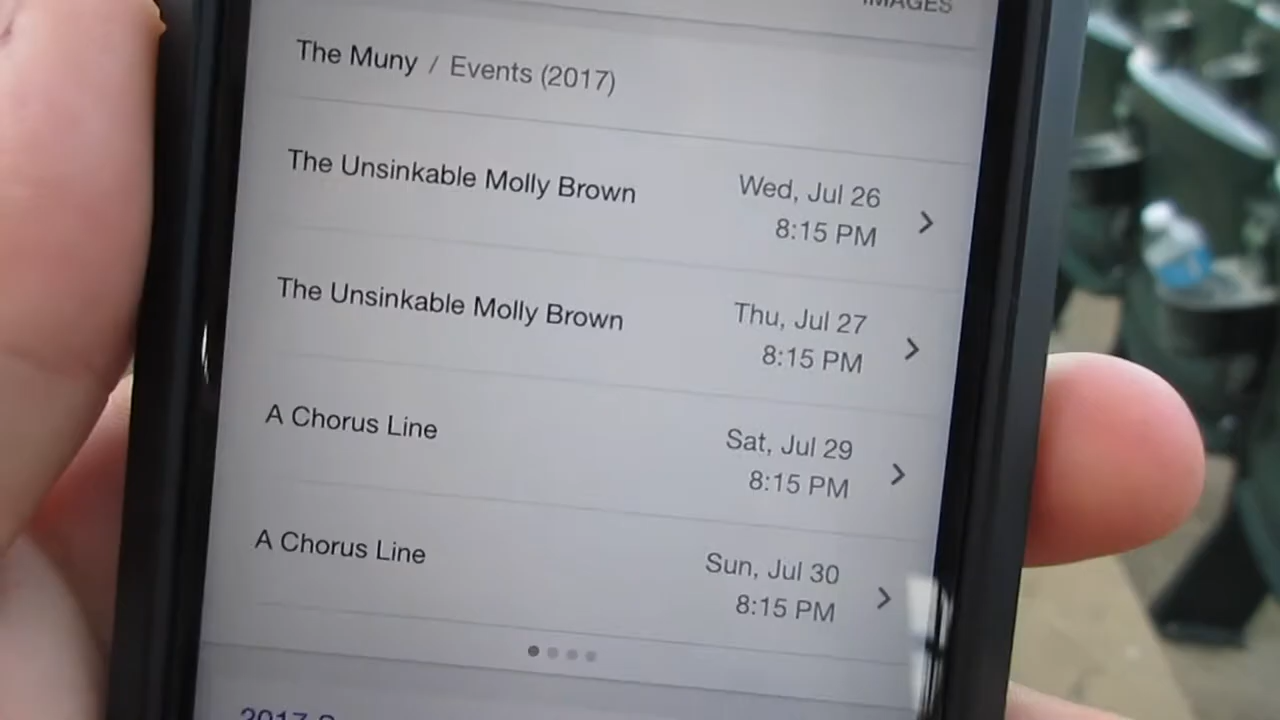 IMAGES
The Muny / Events (2017)
The Unsinkable Molly Brown
Wed, Jul 26
8:15 PM
The Unsinkable Molly Brown
Thu, Jul 27
8:15 PM
A Chorus Line
Sat, Jul 29
8:15 PM
A Chorus Line
Sun, Jul 30
8:15 PM
2017